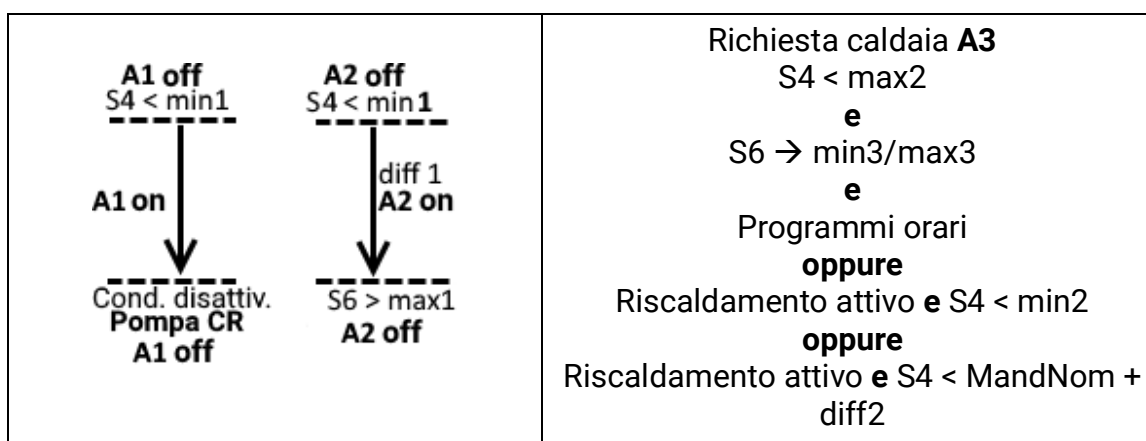 A1 off
S4 < min1
A1 on
Cond. disattiv.
Pompa CR
A1 off
A2 off
S4 < min1
diff 1
A2 on
S6 > max1
A2 off
Richiesta caldaia A3
S4 < max2
e
S6 → min3/max3
e
Programmi orari
oppure
Riscaldamento attivo e S4 < min2
oppure
Riscaldamento attivo e S4 < MandNom +
diff2